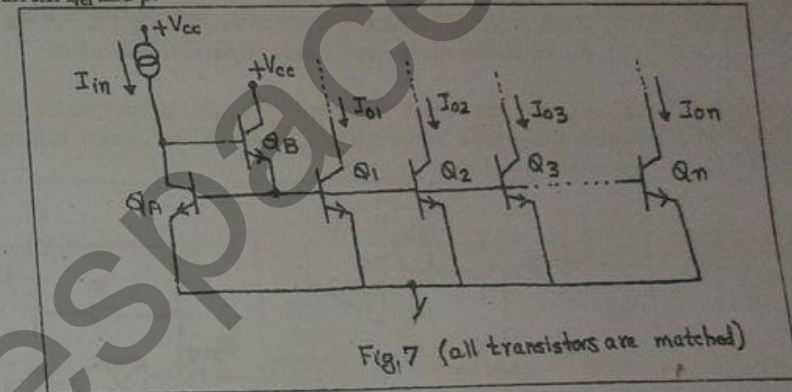 +Vcc
+Vcc
Iin
Io1
Io2
Io3
Ion
QB
QA
Q1
Q2
Q3
Qn
Fig.7 (all transistors are matched)
espace